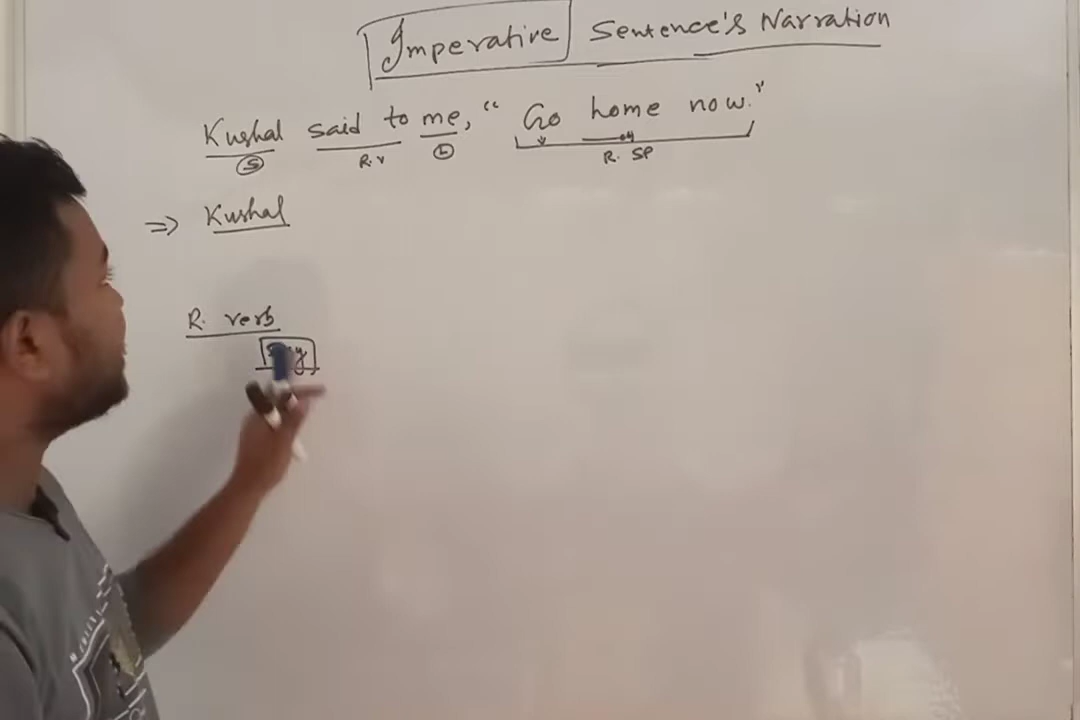 Imperative Sentence's Narration
Kushal said to me, "Go home now."
S R.V L R. SP
=> Kushal
R. verb